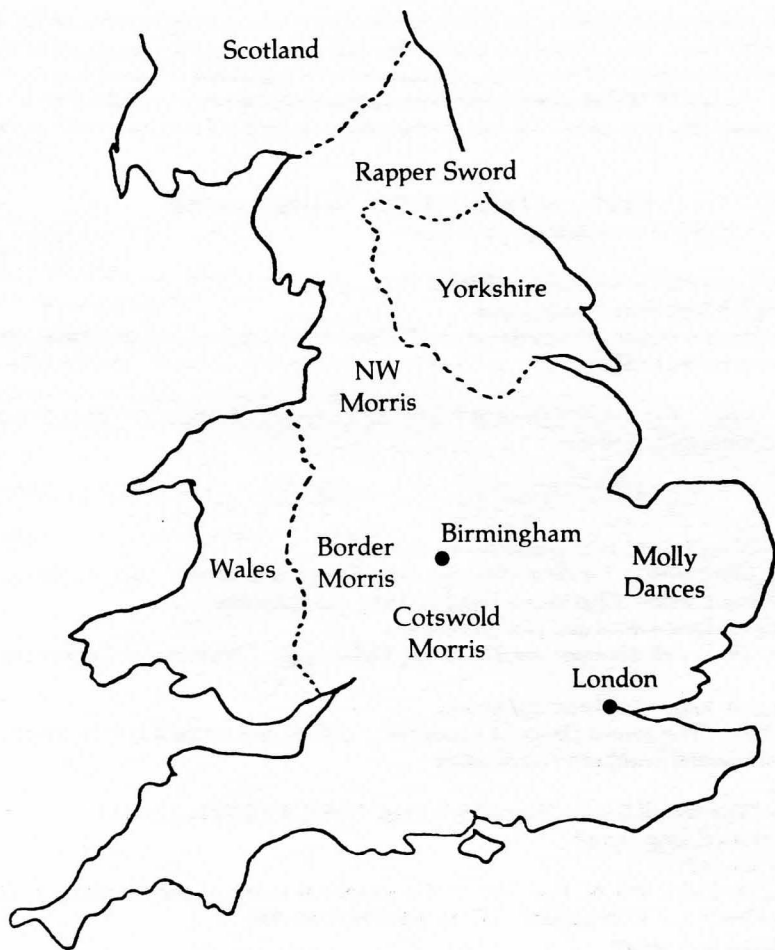 Scotland
Rapper Sword
Yorkshire
NW
Morris
Birmingham
Border
Morris
Wales
Molly
Dances
Cotswold
Morris
London